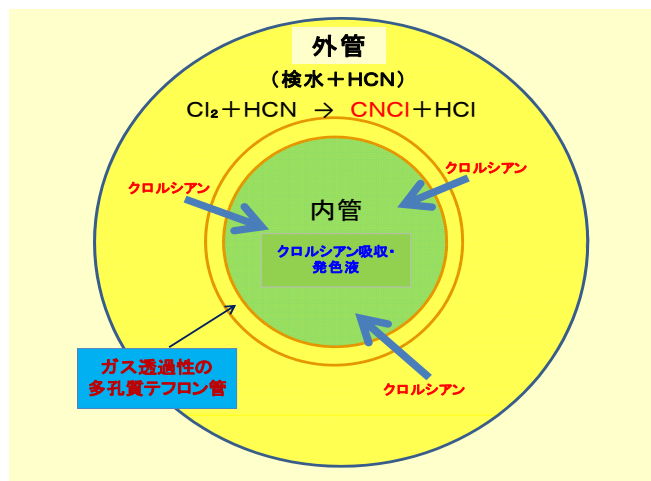 外管
（検水＋HCN）
Cl₂＋HCN → CNCl＋HCl
クロルシアン
クロルシアン
内管
クロルシアン吸収・
発色液
ガス透過性の
多孔質テフロン管
クロルシアン